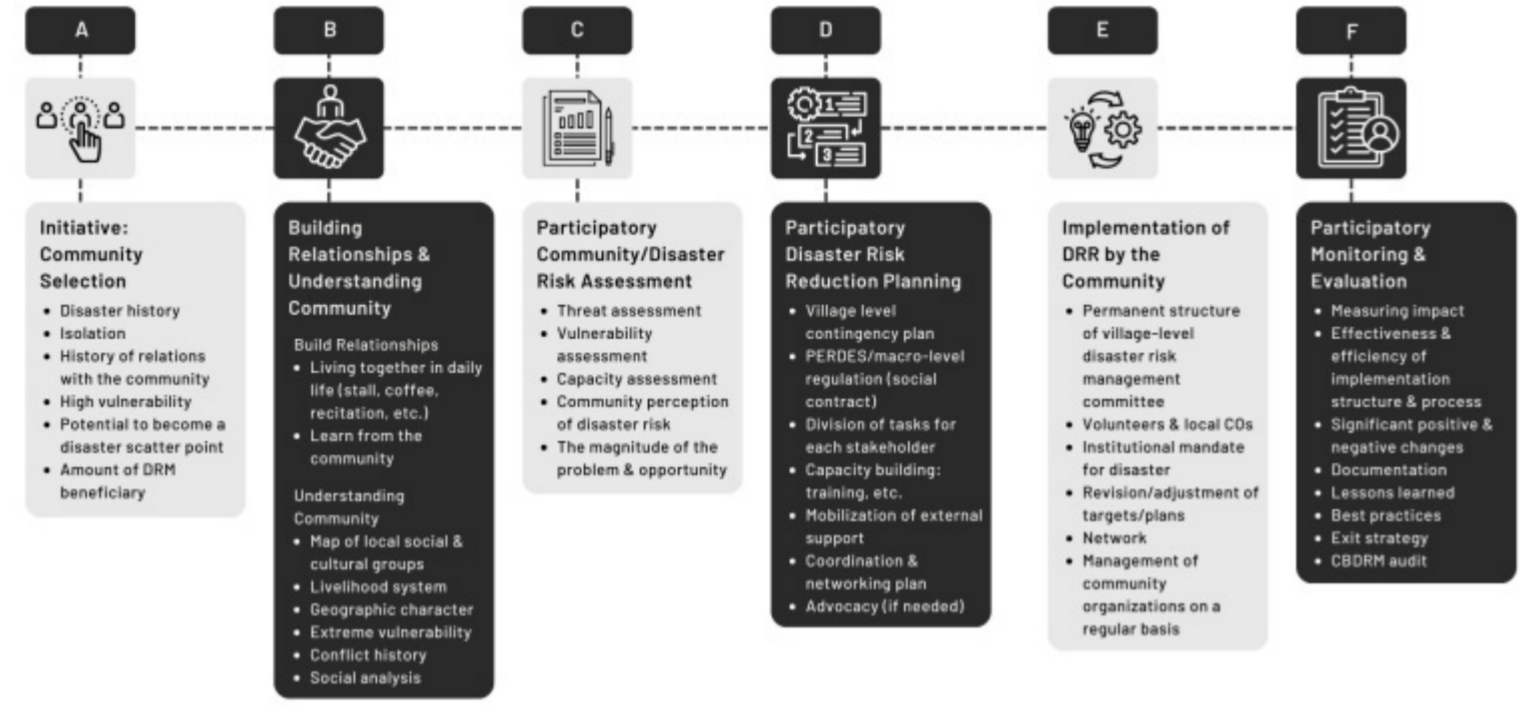 A
B
C
D
E
F
1
2
3
Initiative:
Community
Selection
• Disaster history
• Isolation
• History of relations
with the community
• High vulnerability
• Potential to become a
disaster scatter point
• Amount of DRM
beneficiary
Building
Relationships &
Understanding
Community
Build Relationships
• Living together in daily
life (stall, coffee,
recitation, etc.)
• Learn from the
community
Understanding
Community
• Map of local social &
cultural groups
• Livelihood system
• Geographic character
• Extreme vulnerability
• Conflict history
• Social analysis
Participatory
Community/Disaster
Risk Assessment
• Threat assessment
• Vulnerability
assessment
• Capacity assessment
• Community perception
of disaster risk
• The magnitude of the
problem & opportunity
Participatory
Disaster Risk
Reduction Planning
• Village level
contingency plan
• PERDES/macro-level
regulation (social
contract)
• Division of tasks for
each stakeholder
• Capacity building:
training, etc.
• Mobilization of external
support
• Coordination &
networking plan
• Advocacy (if needed)
Implementation of
DRR by the
Community
• Permanent structure
of village-level
disaster risk
management
committee
• Volunteers & local COs
• Institutional mandate
for disaster
• Revision/adjustment of
targets/plans
• Network
• Management of
community
organizations on a
regular basis
Participatory
Monitoring &
Evaluation
• Measuring impact
• Effectiveness &
efficiency of
implementation
structure & process
• Significant positive &
negative changes
• Documentation
• Lessons learned
• Best practices
• Exit strategy
• CBDRM audit